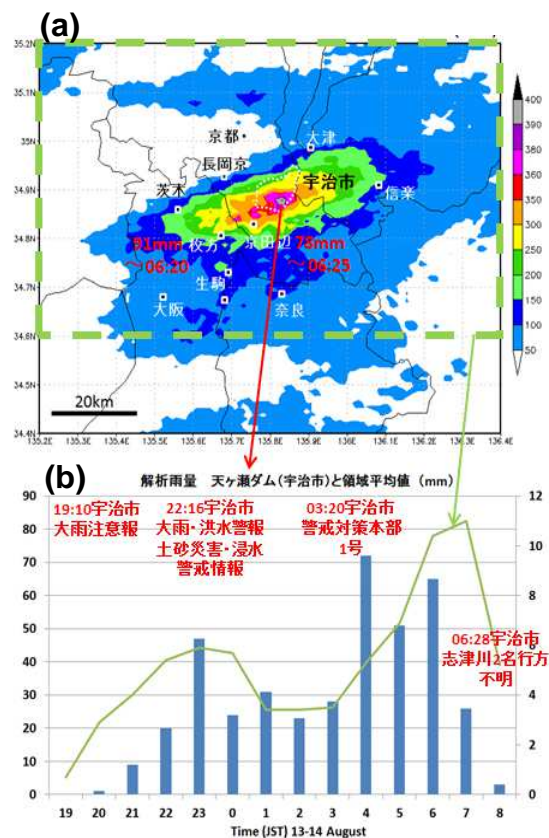 (a)
35.2N
35.1N
35N
34.9N
34.8N
34.7N
34.6N
34.5N
34.4N
135.2E 135.3E 135.4E 135.5E 135.6E 135.7E 135.8E 135.9E 136E 136.1E 136.2E 136.3E 136.4E
京都・
長岡京
大津
茨木
宇治市
信楽
91mm
～06:20
枚方
京田辺
73mm
～06:25
生駒
大阪
奈良
20km
400
390
380
370
360
350
300
250
200
150
100
50
(b)
解析雨量 天ヶ瀬ダム(宇治市)と領域平均値 (mm)
19:10宇治市
大雨注意報
22:16宇治市
大雨・洪水警報
土砂災害・浸水
警戒情報
03:20宇治市
警戒対策本部
1号
06:28宇治市
志津川2名行方
不明
90
80
70
60
50
40
30
20
10
0
12
10
8
6
4
2
0
19 20 21 22 23 0 1 2 3 4 5 6 7 8
Time (JST) 13-14 August